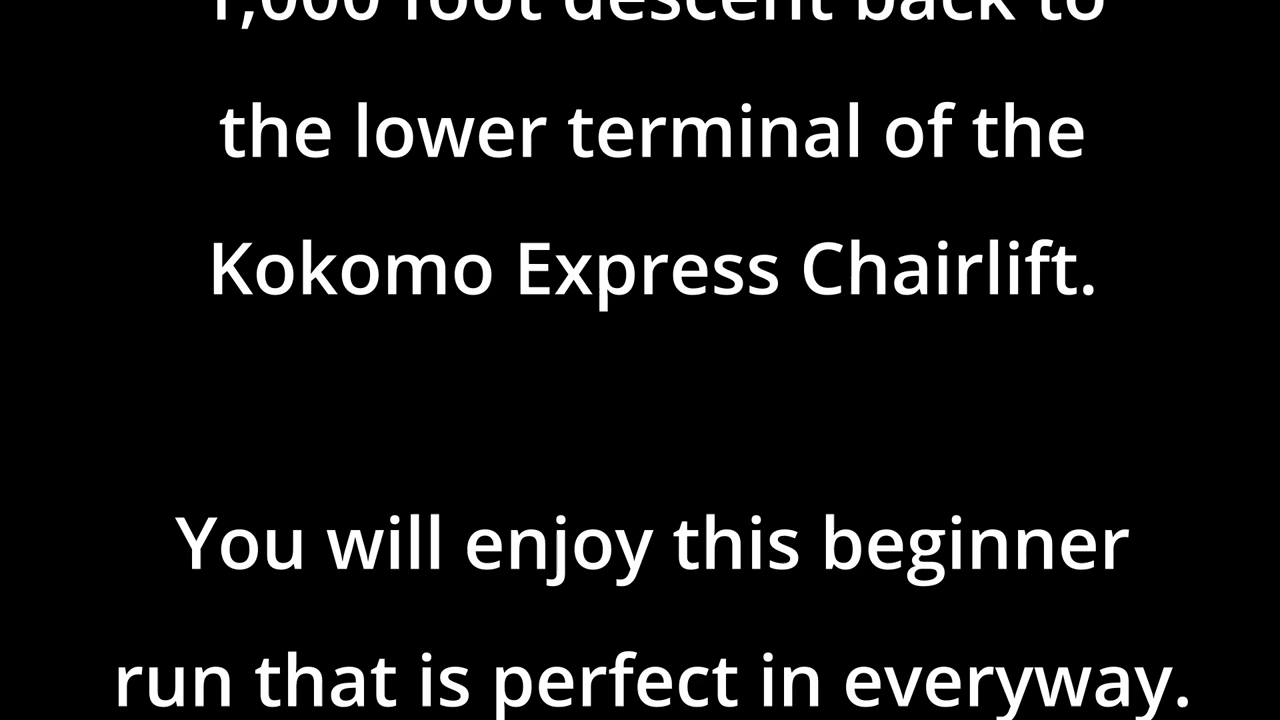 1,000 foot descent back to
the lower terminal of the
Kokomo Express Chairlift.
You will enjoy this beginner
run that is perfect in everyway.